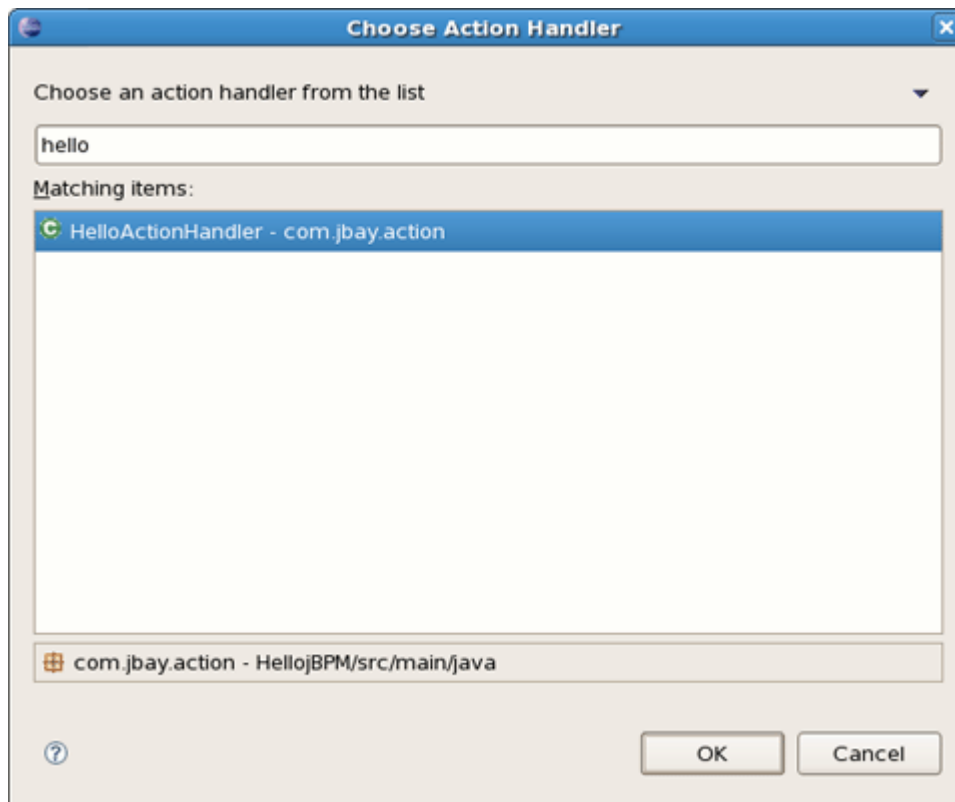 Choose Action Handler
Choose an action handler from the list
hello
Matching items:
HelloActionHandler - com.jbay.action
com.jbay.action - HellojBPM/src/main/java
OK Cancel